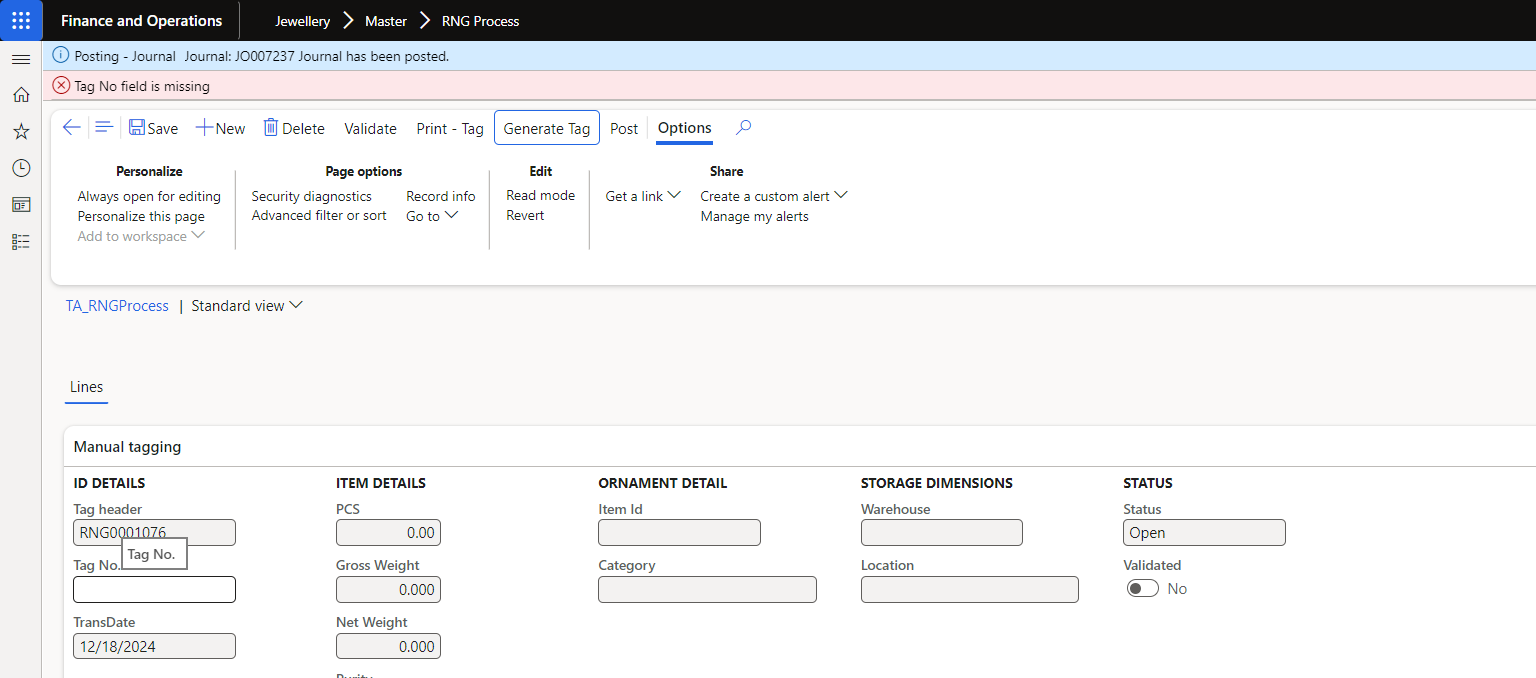 Finance and Operations Jewellery Master RNG Process
Posting - Journal Journal: JO007237 Journal has been posted.
Tag No field is missing
Save New Delete Validate Print - Tag Generate Tag Post Options
Personalize Page options Edit Share
Always open for editing Security diagnostics Record info Read mode Get a link Create a custom alert
Personalize this page Advanced filter or sort Go to Revert Manage my alerts
Add to workspace
TA_RNGProcess | Standard view
Lines
Manual tagging
ID DETAILS ITEM DETAILS ORNAMENT DETAIL STORAGE DIMENSIONS STATUS
Tag header PCS Item Id Warehouse Status
RNG0001076 0.00 Open
Tag No.
Tag No. Gross Weight Category Location Validated
0.000 No
TransDate Net Weight
12/18/2024 0.000
Purity